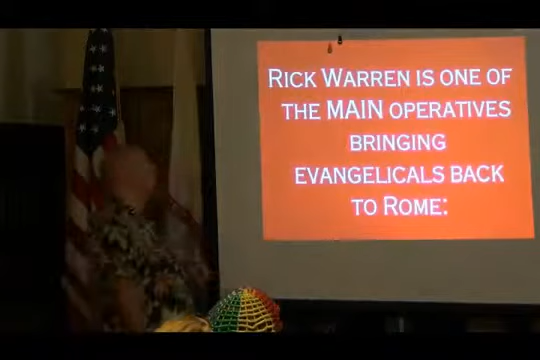 RICK WARREN IS ONE OF
THE MAIN OPERATIVES
BRINGING
EVANGELICALS BACK
TO ROME: